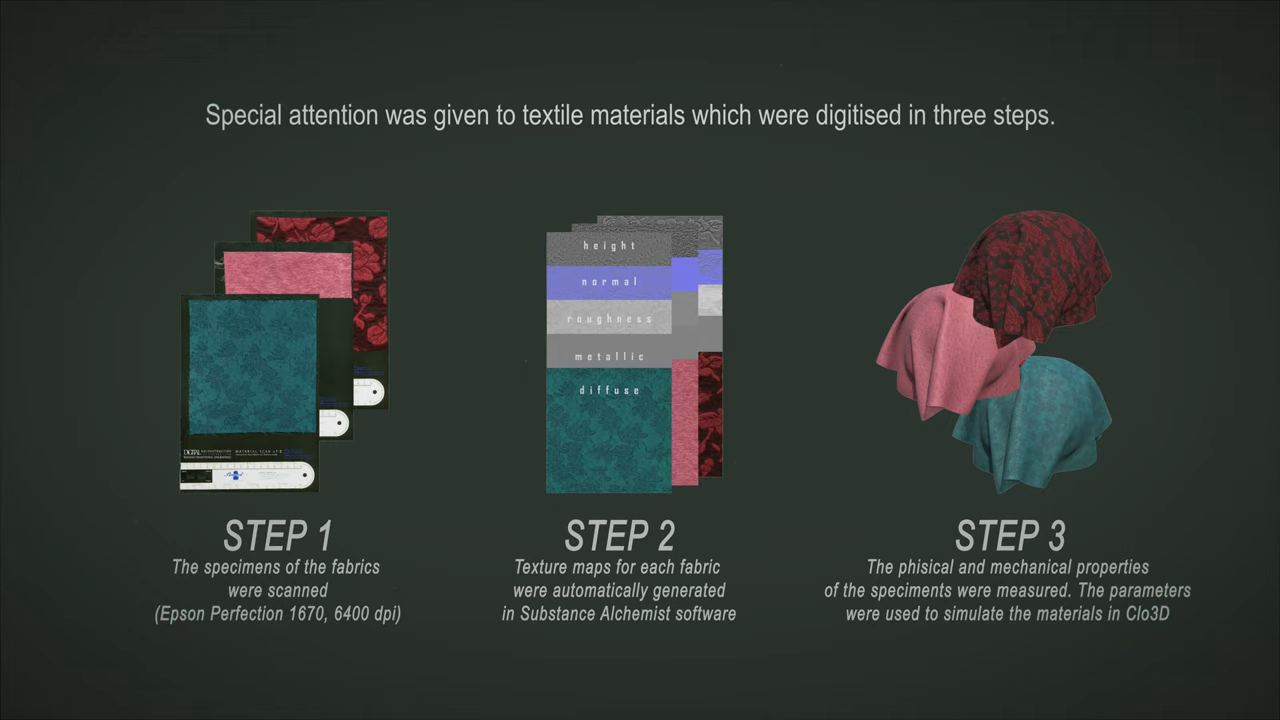 Special attention was given to textile materials which were digitised in three steps.
height
normal
roughness
metallic
diffuse
DIGITAL
MATERIAL SCAN
STEP 1
The specimens of the fabrics
were scanned
(Epson Perfection 1670, 6400 dpi)
STEP 2
Texture maps for each fabric
were automatically generated
in Substance Alchemist software
STEP 3
The phisical and mechanical properties
of the speciments were measured. The parameters
were used to simulate the materials in Clo3D